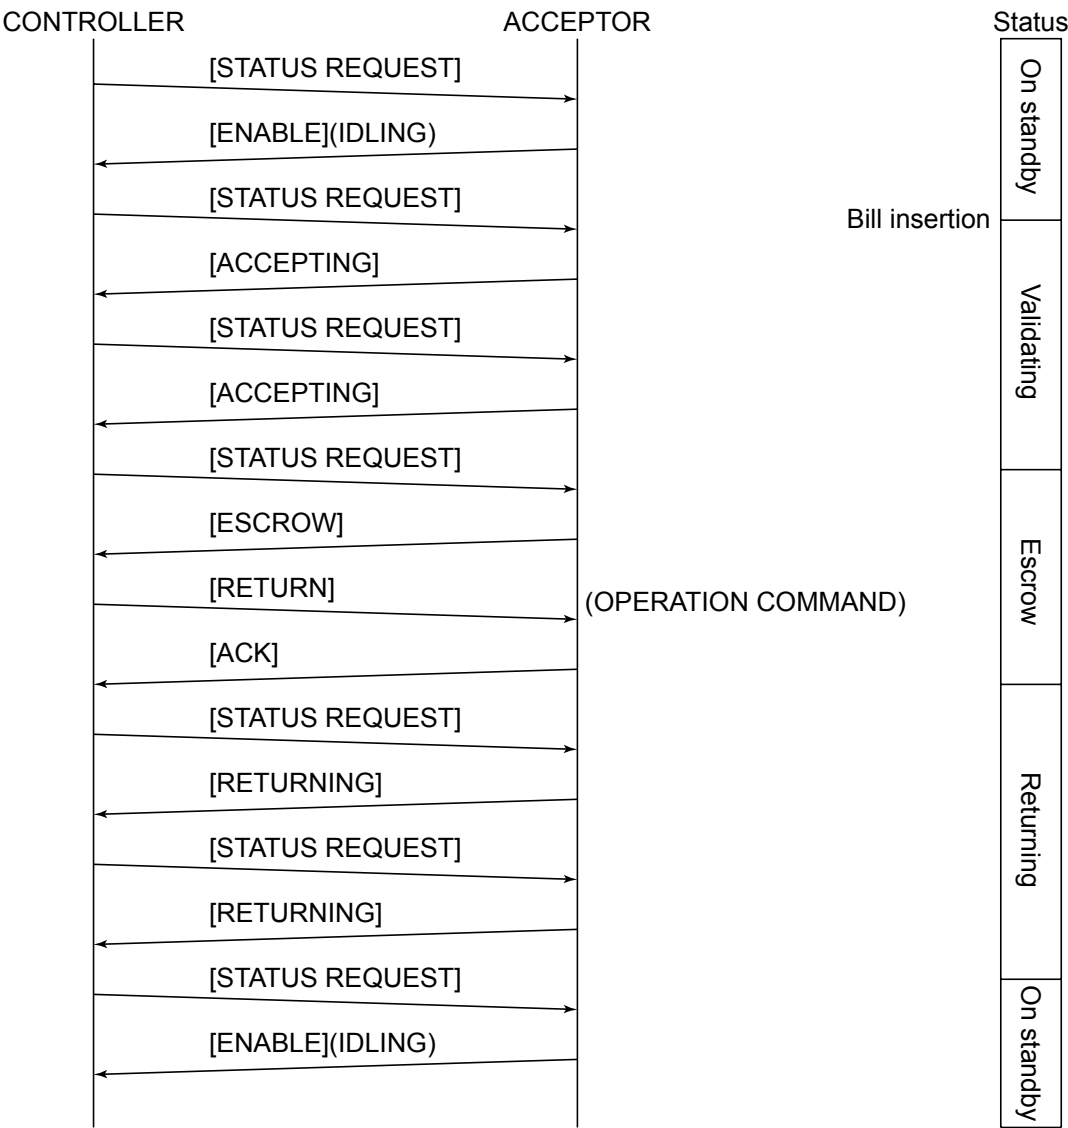 CONTROLLER
ACCEPTOR
Status
[STATUS REQUEST]
On standby
[ENABLE](IDLING)
[STATUS REQUEST]
Bill insertion
[ACCEPTING]
Validating
[STATUS REQUEST]
[ACCEPTING]
[STATUS REQUEST]
[ESCROW]
Escrow
[RETURN]
(OPERATION COMMAND)
[ACK]
[STATUS REQUEST]
[RETURNING]
Returning
[STATUS REQUEST]
[RETURNING]
[STATUS REQUEST]
On standby
[ENABLE](IDLING)